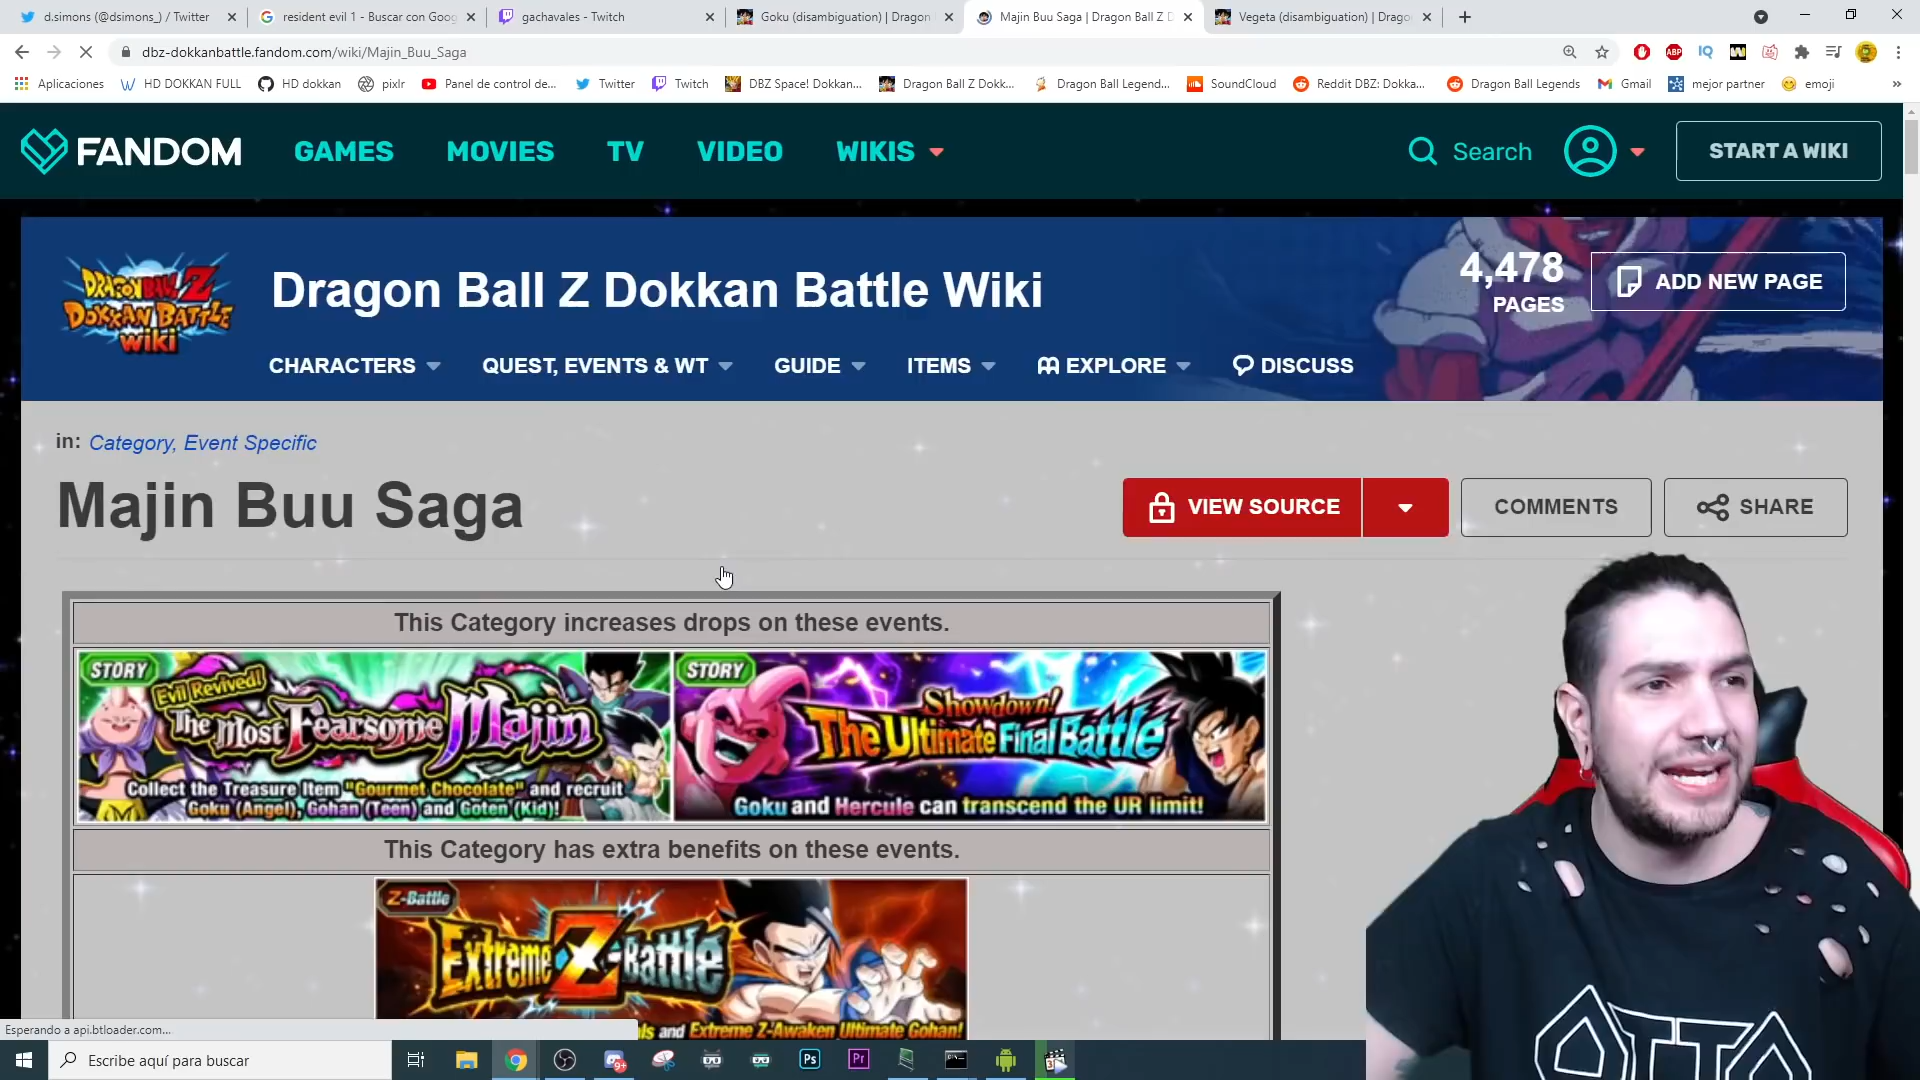 d.simons (@dsimons_) / Twitter
resident evil 1 - Buscar con Goog
gachavales - Twitch
Goku (disambiguation) | Dragon
Majin Buu Saga | Dragon Ball Z D
Vegeta (disambiguation) | Drago
dbz-dokkanbattle.fandom.com/wiki/Majin_Buu_Saga
Aplicaciones
HD DOKKAN FULL
HD dokkan
pixlr
Panel de control de...
Twitter
Twitch
DBZ Space! Dokkan...
Dragon Ball Z Dokk...
Dragon Ball Legend...
SoundCloud
Reddit DBZ: Dokka...
Dragon Ball Legends
Gmail
mejor partner
emoji
FANDOM
GAMES
MOVIES
TV
VIDEO
WIKIS
Search
START A WIKI
DRAGON BALL Z
DOKKAN BATTLE
wiki
Dragon Ball Z Dokkan Battle Wiki
4,478
PAGES
ADD NEW PAGE
CHARACTERS
QUEST, EVENTS & WT
GUIDE
ITEMS
EXPLORE
DISCUSS
in: Category, Event Specific
Majin Buu Saga
VIEW SOURCE
COMMENTS
SHARE
This Category increases drops on these events.
STORY
Evil Revived!
The Most Fearsome Majin
Collect the Treasure Item "Gourmet Chocolate" and recruit
Goku (Angel), Gohan (Teen) and Goten (Kid)!
STORY
Showdown!
The Ultimate Final Battle
Goku and Hercule can transcend the UR limit!
This Category has extra benefits on these events.
Z-Battle
Extreme Z-Battle
and Extreme Z-Awaken Ultimate Gohan!
Esperando a api.btloader.com...
Escribe aquí para buscar
9+
Ps
Pr